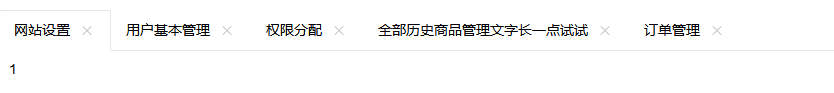 网站设置 × 用户基本管理 × 权限分配 × 全部历史商品管理文字长一点试试 × 订单管理 ×
1